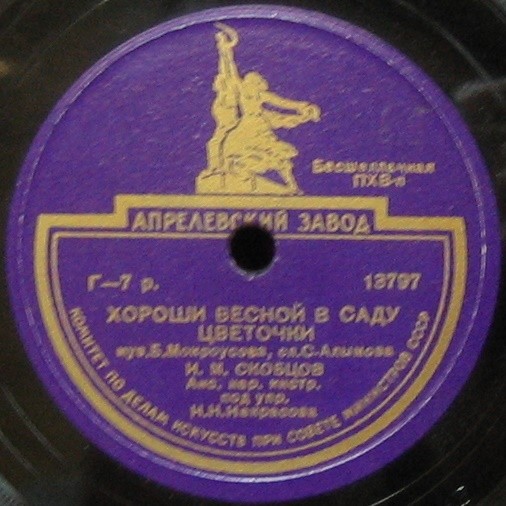 Бесшеллачная
ПХВ-п
АПРЕЛЕВСКИЙ ЗАВОД
Г—7 р. 13797
ХОРОШИ ВЕСНОЙ В САДУ
ЦВЕТОЧКИ
муз. Б. Мокроусова, сл. С. Алымова
И. М. СКОБЦОВ
Анс. нар. инстр.
под упр.
Н. Н. Некрасова
КОМИТЕТ ПО ДЕЛАМ ИСКУССТВ ПРИ СОВЕТЕ МИНИСТРОВ СССР